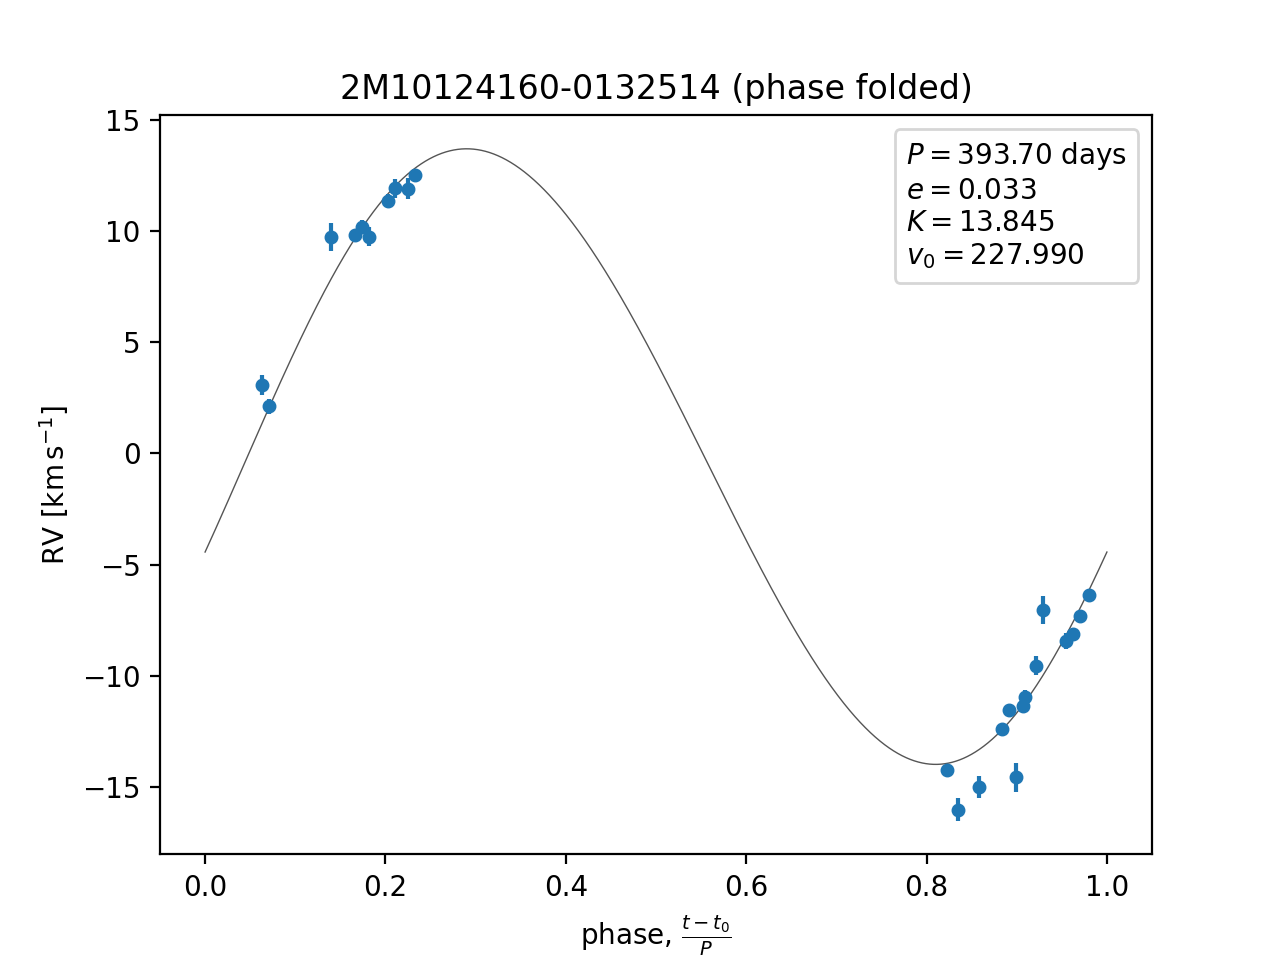 2M10124160-0132514 (phase folded)
P = 393.70 days
e = 0.033
K = 13.845
v₀ = 227.990
RV [km s⁻¹]
15
10
5
0
−5
−10
−15
0.0 0.2 0.4 0.6 0.8 1.0
phase, (t − t₀)/P